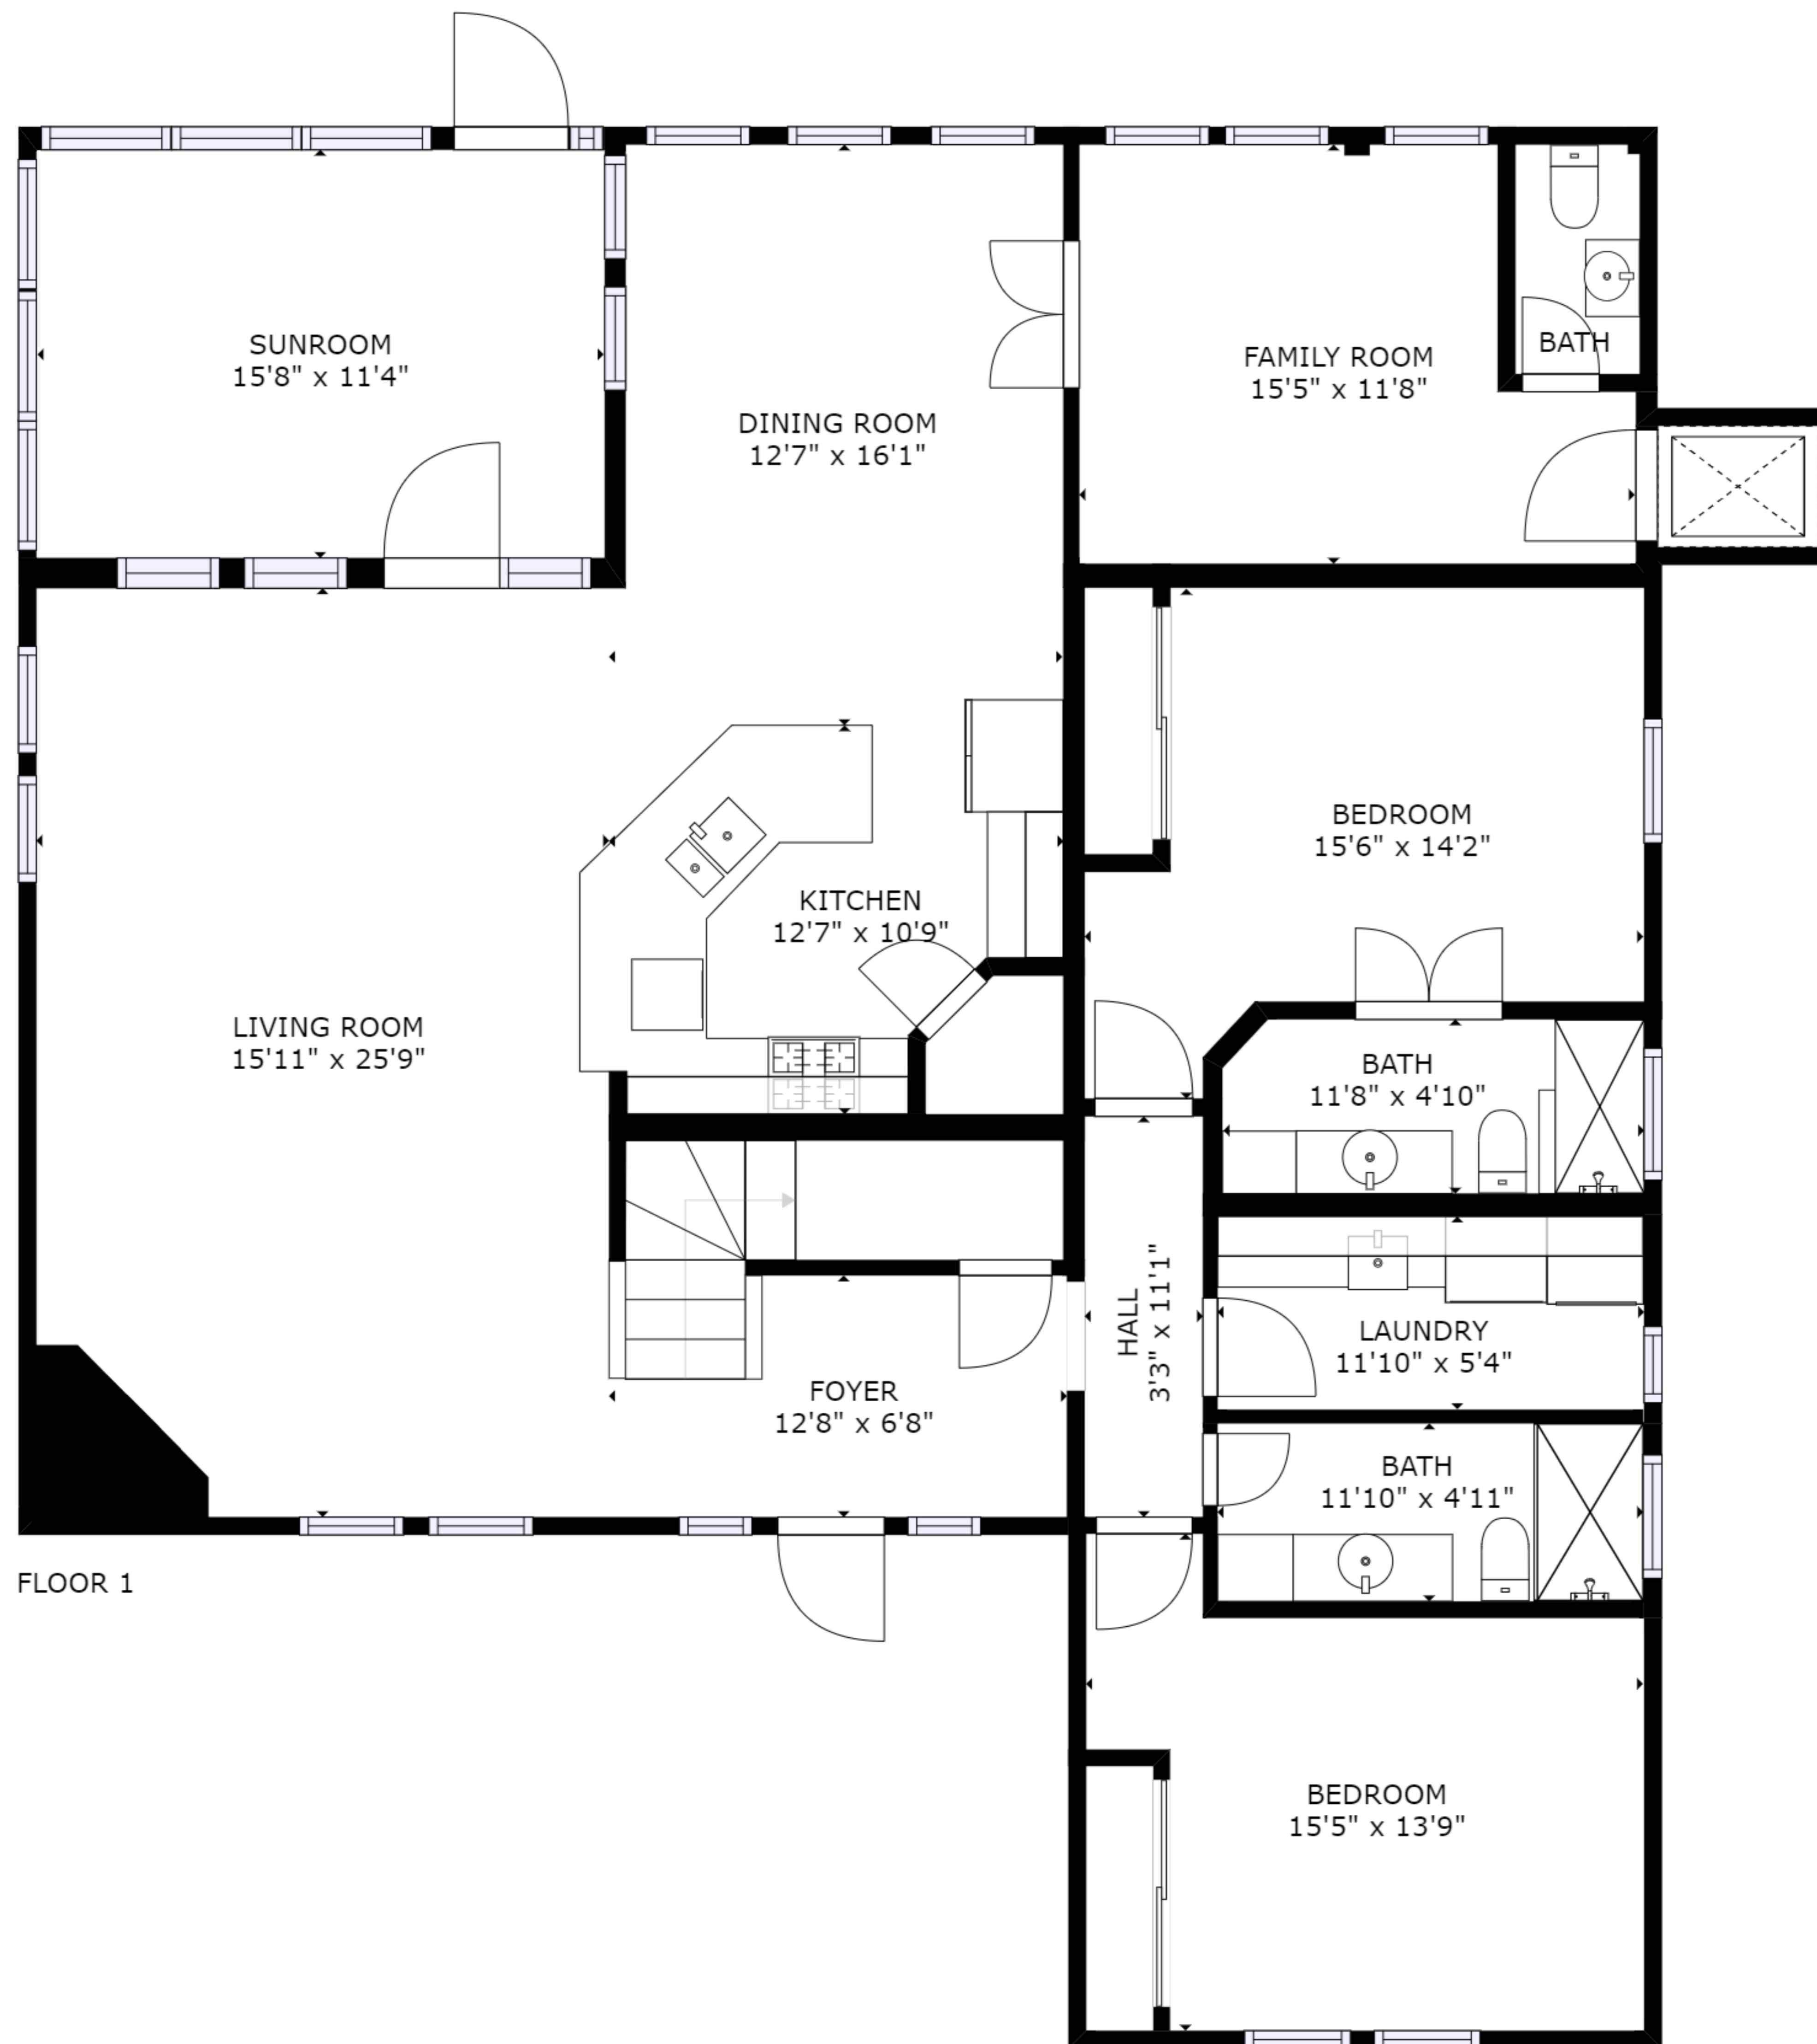 SUNROOM
15'8" x 11'4"
BATH
FAMILY ROOM
15'5" x 11'8"
DINING ROOM
12'7" x 16'1"
BEDROOM
15'6" x 14'2"
KITCHEN
12'7" x 10'9"
LIVING ROOM
15'11" x 25'9"
BATH
11'8" x 4'10"
HALL
3'3" x 11'1"
LAUNDRY
11'10" x 5'4"
FOYER
12'8" x 6'8"
BATH
11'10" x 4'11"
FLOOR 1
BEDROOM
15'5" x 13'9"